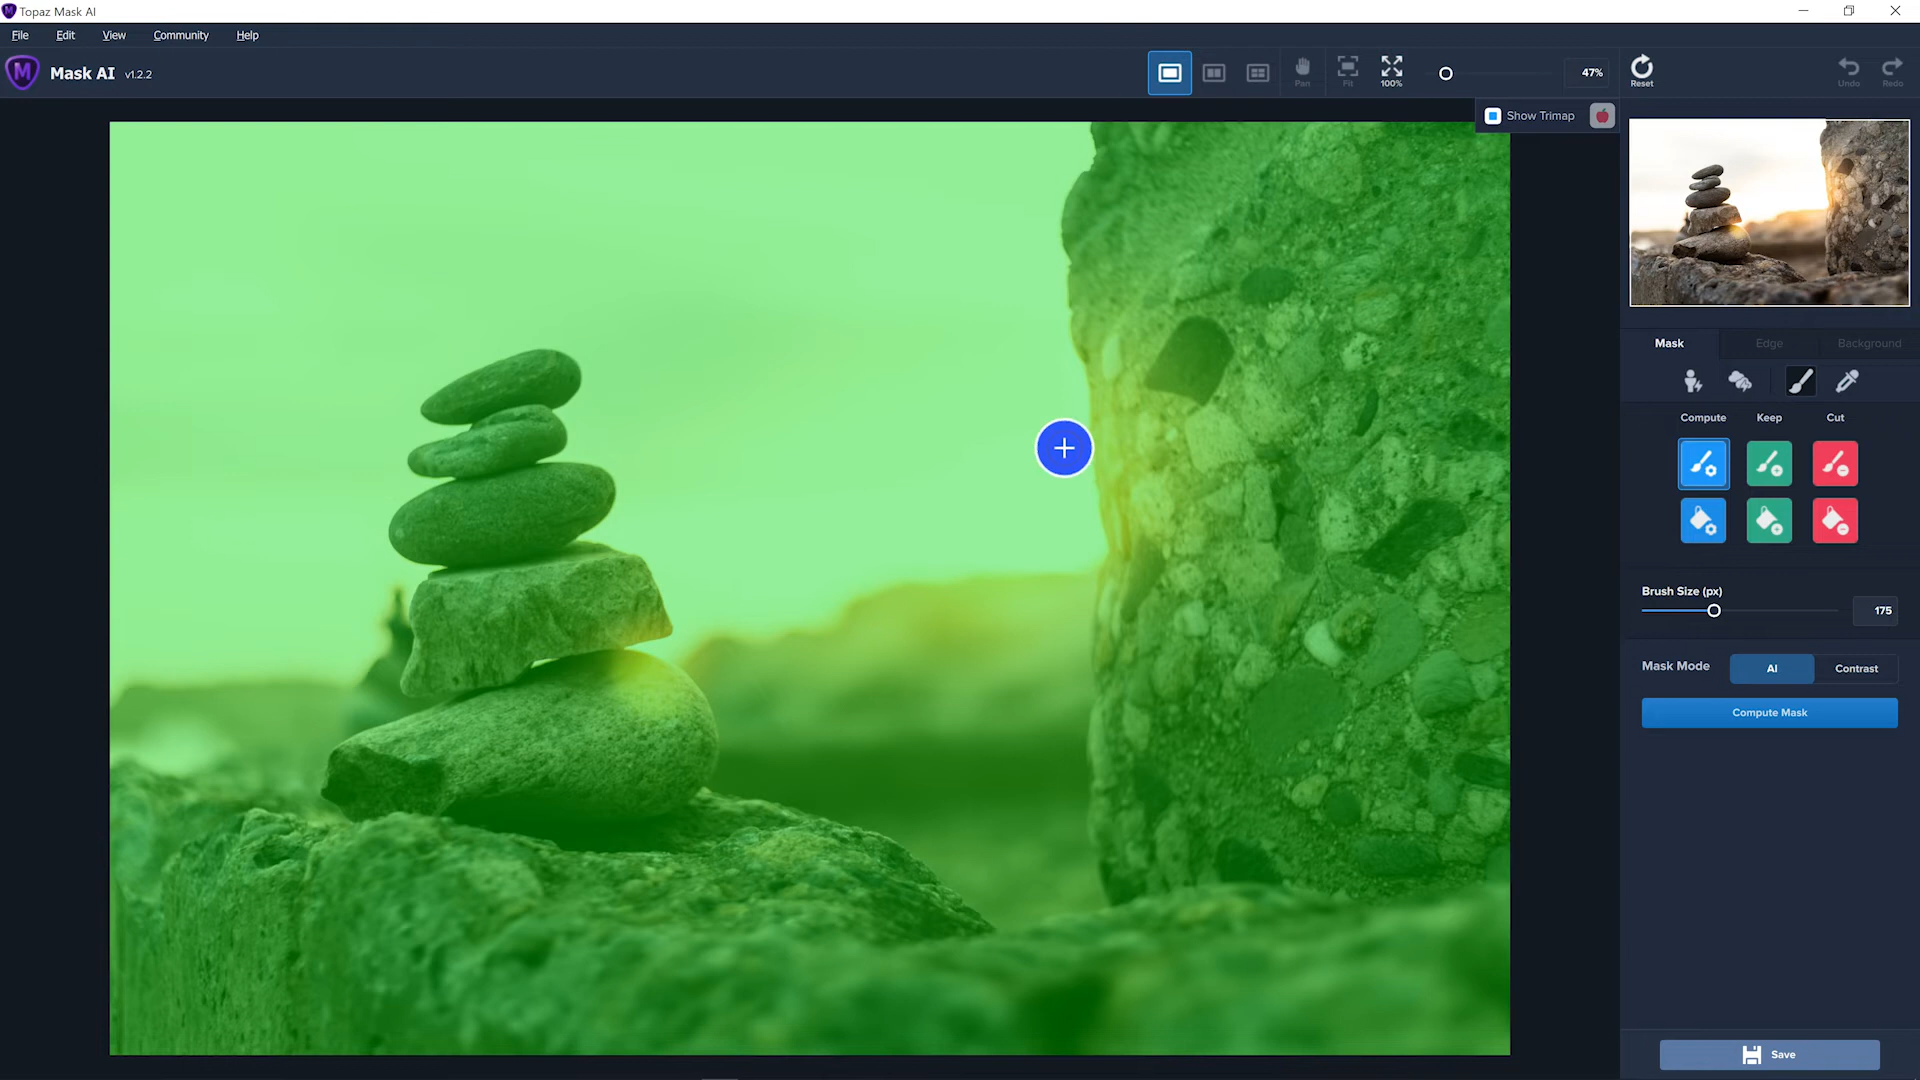 Topaz Mask AI
File Edit View Community Help
Mask AI v1.2.2
Pan Fit 100% 47% Reset Undo Redo
Show Trimap
Mask Edge Background
Compute Keep Cut
Brush Size (px)
175
Mask Mode AI Contrast
Compute Mask
Save